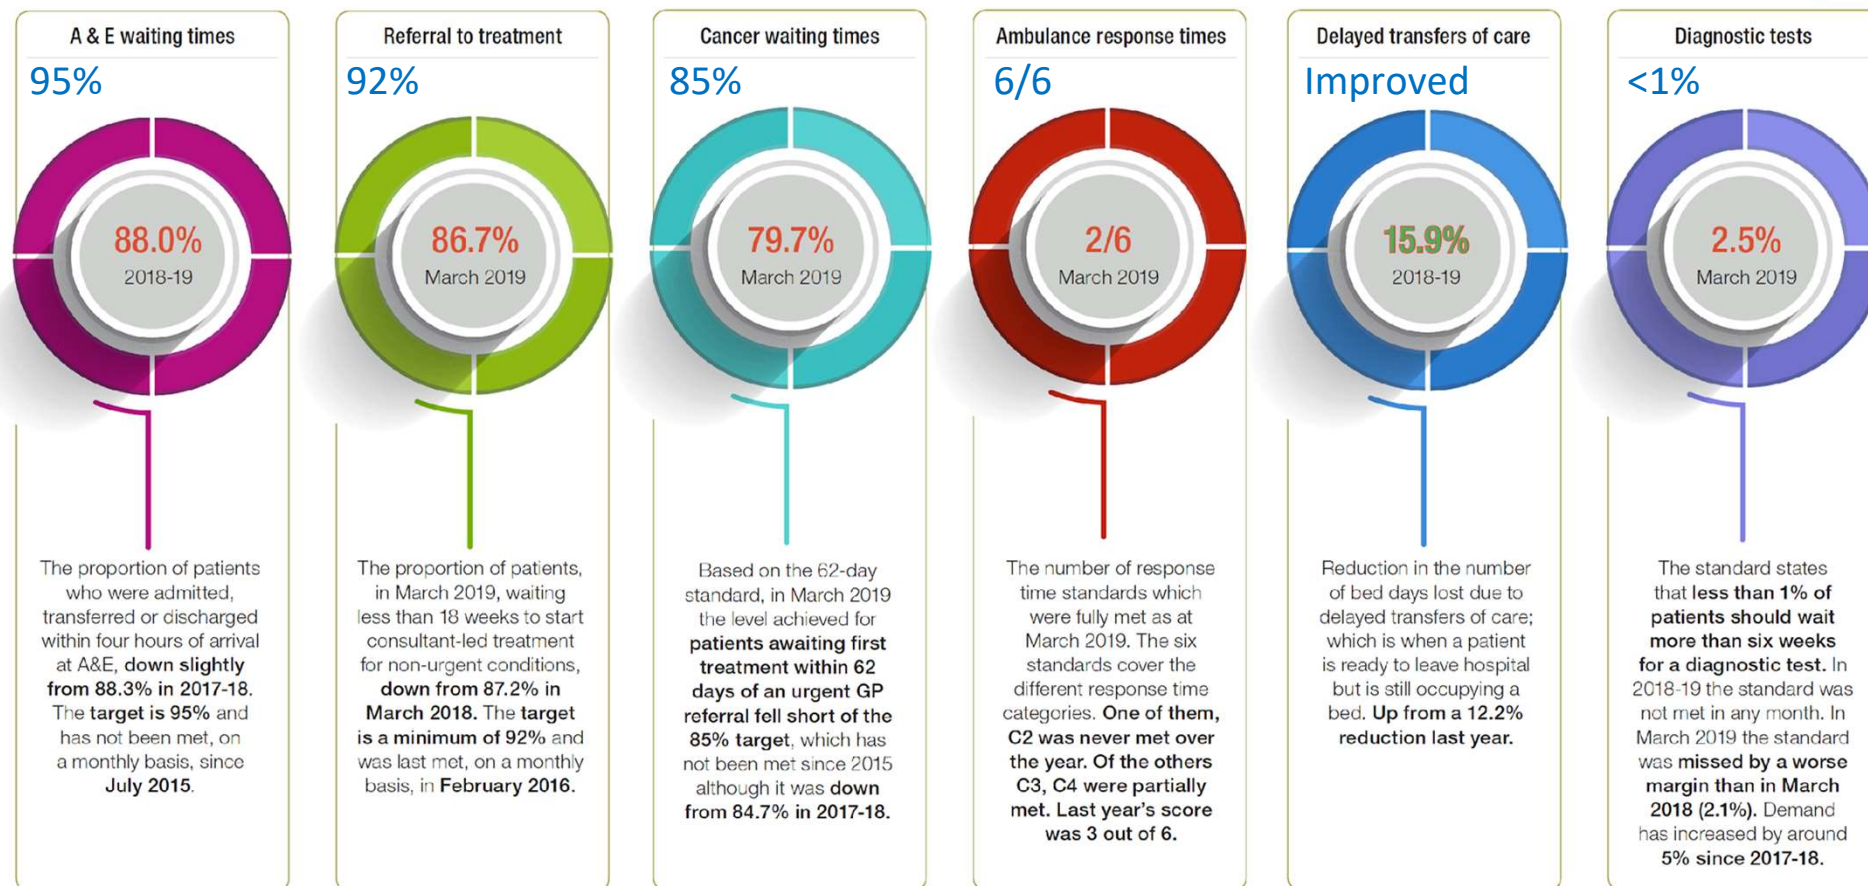 A & E waiting times
95%
88.0%
2018-19
The proportion of patients
who were admitted,
transferred or discharged
within four hours of arrival
at A&E, down slightly
from 88.3% in 2017-18.
The target is 95% and
has not been met, on
a monthly basis, since
July 2015.
Referral to treatment
92%
86.7%
March 2019
The proportion of patients,
in March 2019, waiting
less than 18 weeks to start
consultant-led treatment
for non-urgent conditions,
down from 87.2% in
March 2018. The target
is a minimum of 92% and
was last met, on a monthly
basis, in February 2016.
Cancer waiting times
85%
79.7%
March 2019
Based on the 62-day
standard, in March 2019
the level achieved for
patients awaiting first
treatment within 62
days of an urgent GP
referral fell short of the
85% target, which has
not been met since 2015
although it was down
from 84.7% in 2017-18.
Ambulance response times
6/6
2/6
March 2019
The number of response
time standards which
were fully met as at
March 2019. The six
standards cover the
different response time
categories. One of them,
C2 was never met over
the year. Of the others
C3, C4 were partially
met. Last year's score
was 3 out of 6.
Delayed transfers of care
Improved
15.9%
2018-19
Reduction in the number
of bed days lost due to
delayed transfers of care;
which is when a patient
is ready to leave hospital
but is still occupying a
bed. Up from a 12.2%
reduction last year.
Diagnostic tests
<1%
2.5%
March 2019
The standard states
that less than 1% of
patients should wait
more than six weeks
for a diagnostic test. In
2018-19 the standard was
not met in any month. In
March 2019 the standard
was missed by a worse
margin than in March
2018 (2.1%). Demand
has increased by around
5% since 2017-18.